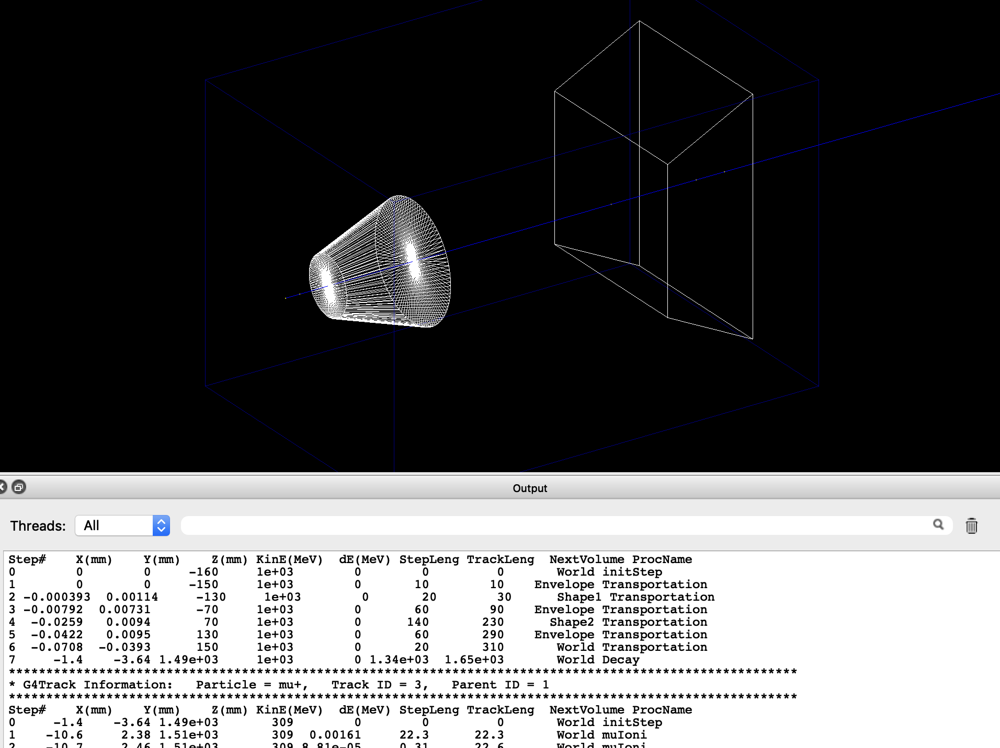 Output
Threads: All
Step# X(mm) Y(mm) Z(mm) KinE(MeV) dE(MeV) StepLeng TrackLeng NextVolume ProcName
0 0 0 -160 1e+03 0 0 0 World initStep
1 0 0 -150 1e+03 0 10 10 Envelope Transportation
2 -0.000393 0.00114 -130 1e+03 0 20 30 Shape1 Transportation
3 -0.00792 0.00731 -70 1e+03 0 60 90 Envelope Transportation
4 -0.0259 0.0094 70 1e+03 0 140 230 Shape2 Transportation
5 -0.0422 0.0095 130 1e+03 0 60 290 Envelope Transportation
6 -0.0708 -0.0393 150 1e+03 0 20 310 World Transportation
7 -1.4 -3.64 1.49e+03 1e+03 0 1.34e+03 1.65e+03 World Decay
*********************************************************************************************************
* G4Track Information: Particle = mu+, Track ID = 3, Parent ID = 1
*********************************************************************************************************
Step# X(mm) Y(mm) Z(mm) KinE(MeV) dE(MeV) StepLeng TrackLeng NextVolume ProcName
0 -1.4 -3.64 1.49e+03 309 0 0 0 World initStep
1 -10.6 2.38 1.51e+03 309 0.00161 22.3 22.3 World muIoni
2 -10.7 2.46 1.51e+03 309 8.81e-05 0.31 22.6 World muIoni